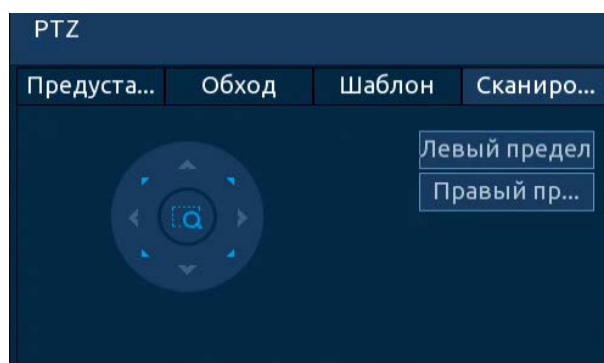 PTZ
Предуста... Обход Шаблон Сканиро...
Левый предел
Правый пр...